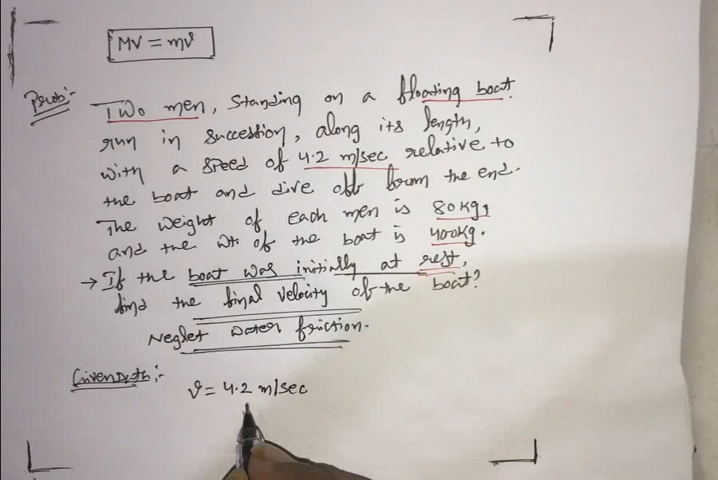 MV = mv
Prob:-
Two men, standing on a floating boat
run in succession, along its length,
with a speed of 4.2 m/sec relative to
the boat and dive off from the end.
The weight of each men is 80kg,
and the wt. of the boat is 400kg.
→ If the boat was initially at rest,
find the final velocity of the boat?
Neglet water friction.
Given Data:-
v = 4.2 m/sec